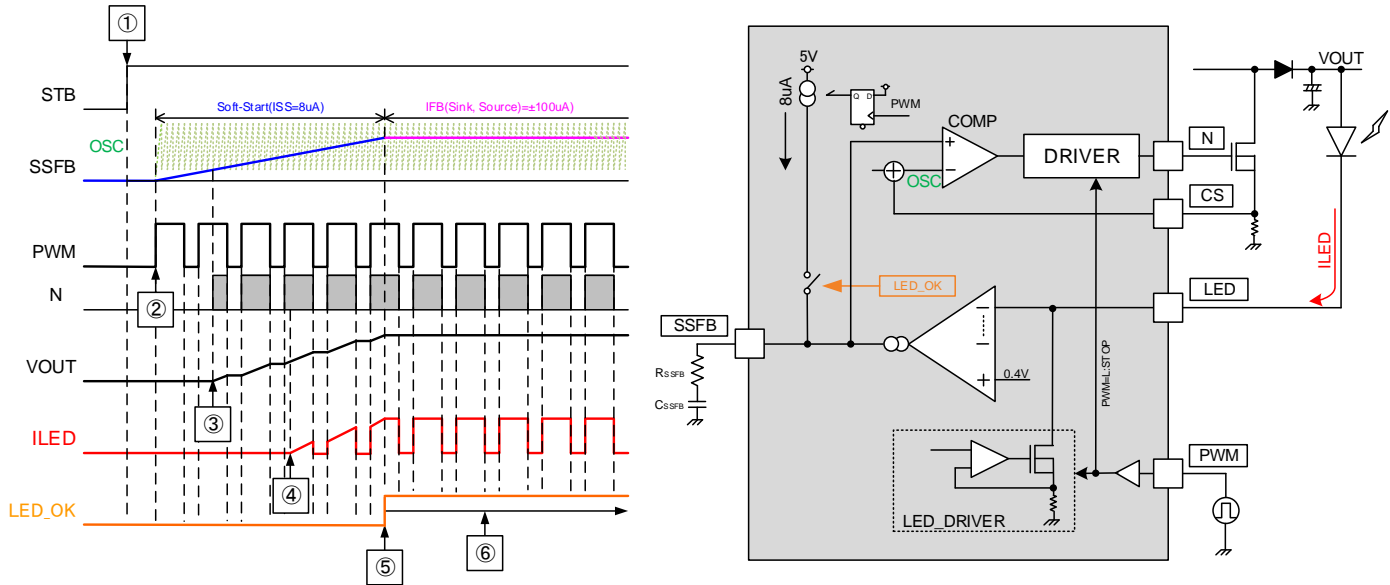 ①
STB
Soft-Start(ISS=8uA)
IFB(Sink, Source)=±100uA)
OSC
SSFB
PWM
②
N
VOUT
③
ILED
④
LED_OK
⑤
⑥
5V
8uA
Q D
PWM
COMP
+
−
+
OSC
DRIVER
N
CS
VOUT
ILED
LED_OK
LED
SSFB
RSSFB
CSSFB
+
0.4V
PWM=L:STOP
PWM
LED_DRIVER